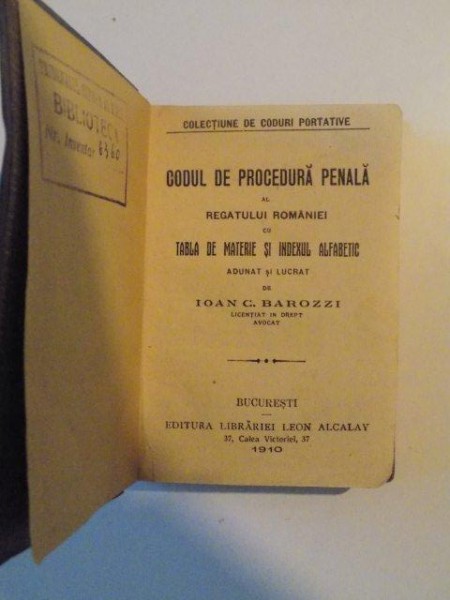 BIBLIOTECA
Nr. Inventar 6360
COLECȚIUNE DE CODURI PORTATIVE
CODUL DE PROCEDURĂ PENALĂ
AL
REGATULUI ROMÂNIEI
CU
TABLA DE MATERIE ȘI INDEXUL ALFABETIC
ADUNAT și LUCRAT
DE
IOAN C. BAROZZI
LICENȚIAT IN DREPT
AVOCAT
BUCUREȘTI
EDITURA LIBRĂRIEI LEON ALCALAY
37, Calea Victoriei, 37
1910